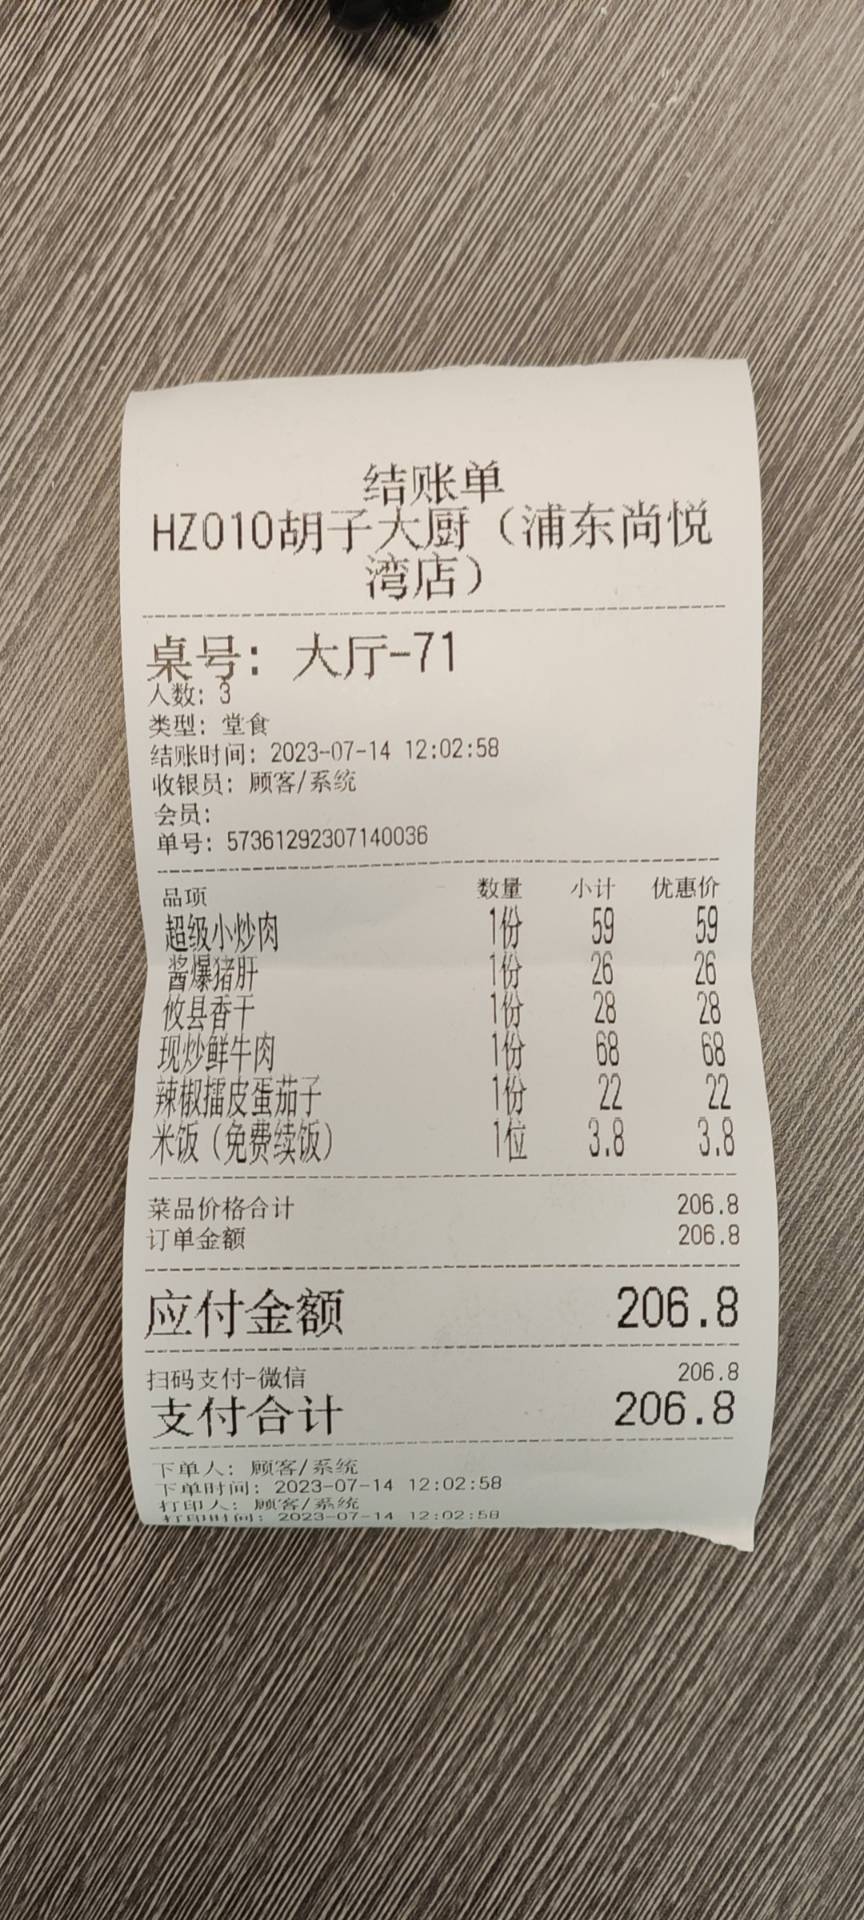 结账单
HZ010胡子大厨（浦东尚悦
湾店）
桌号：大厅-71
人数：3
类型：堂食
结账时间：2023-07-14 12:02:58
收银员：顾客/系统
会员：
单号：57361292307140036
品项 数量 小计 优惠价
超级小炒肉 1份 59 59
酱爆猪肝 1份 26 26
攸县香干 1份 28 28
现炒鲜牛肉 1份 68 68
辣椒擂皮蛋茄子 1份 22 22
米饭（免费续饭） 1位 3.8 3.8
菜品价格合计 206.8
订单金额 206.8
应付金额 206.8
扫码支付-微信 206.8
支付合计 206.8
下单人：顾客/系统
下单时间：2023-07-14 12:02:58
打印人：顾客/系统
打印时间：2023-07-14 12:02:58